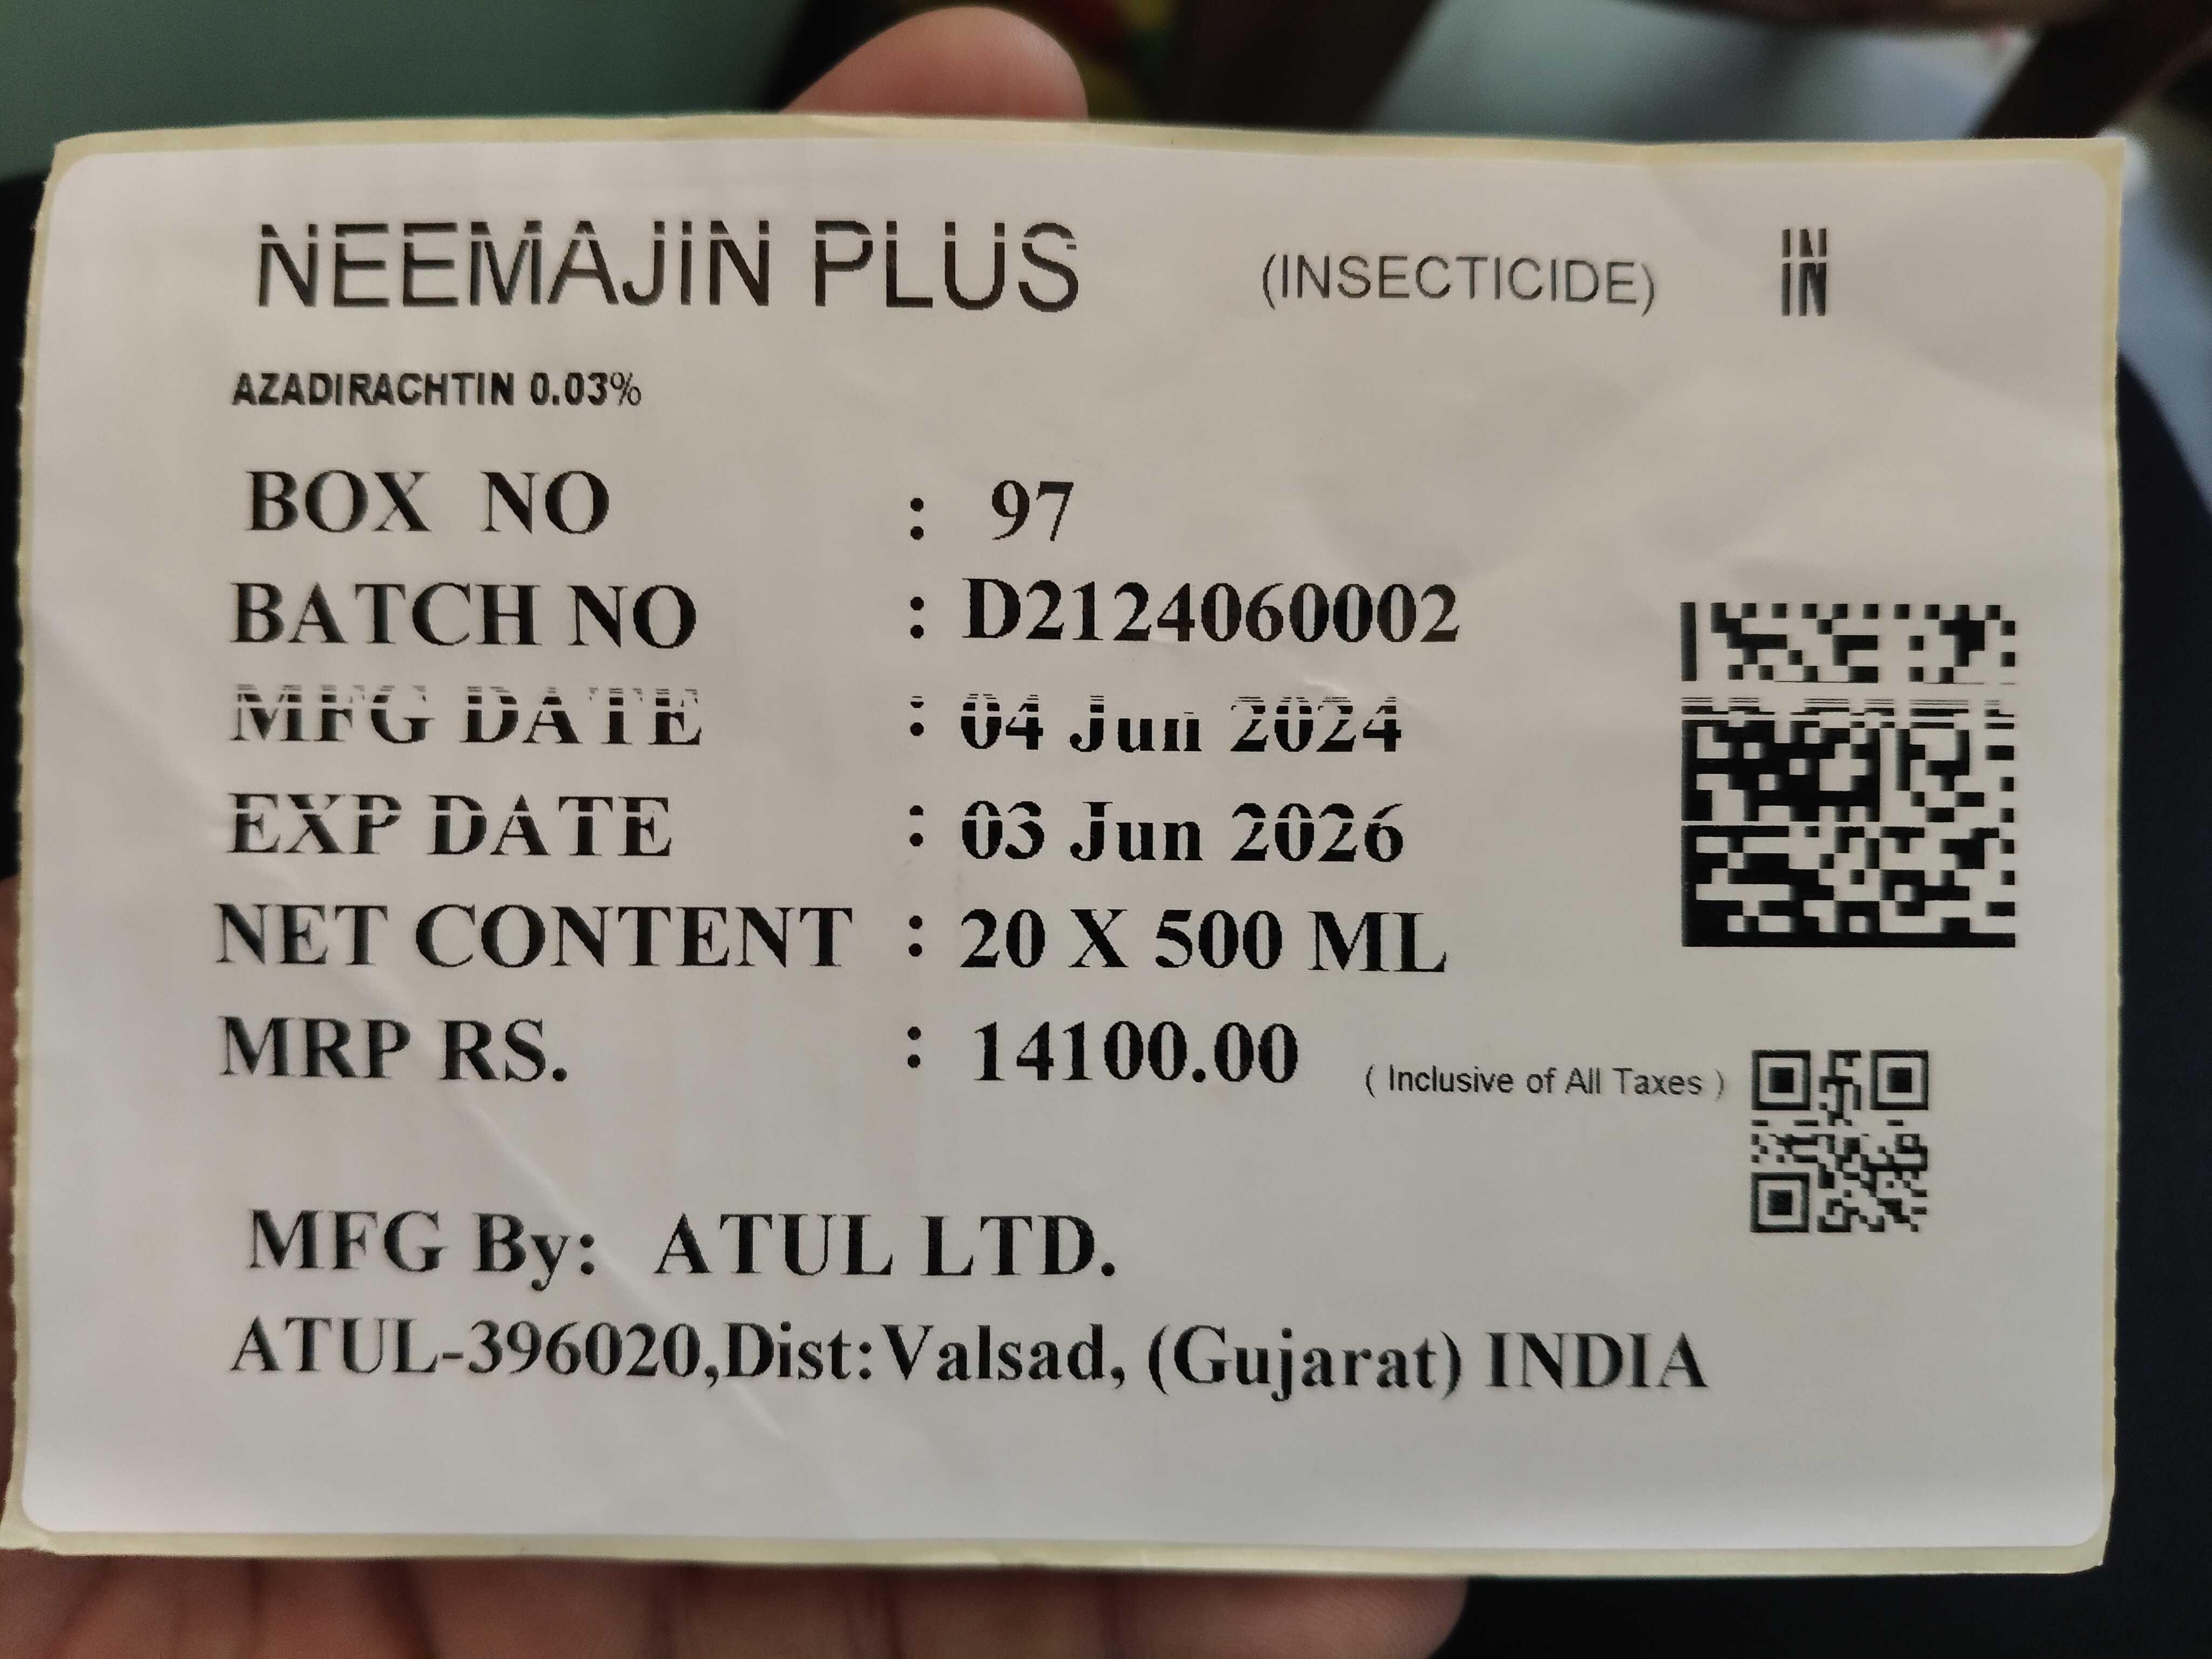 NEEMAJIN PLUS (INSECTICIDE) IN
IN
AZADIRACHTIN 0.03%
BOX NO : 97
BATCH NO : D2124060002
MFG DATE : 04 Jun 2024
EXP DATE : 03 Jun 2026
NET CONTENT : 20 X 500 ML
MRP RS. : 14100.00 ( Inclusive of All Taxes )
MFG By: ATUL LTD.
ATUL-396020,Dist:Valsad, (Gujarat) INDIA